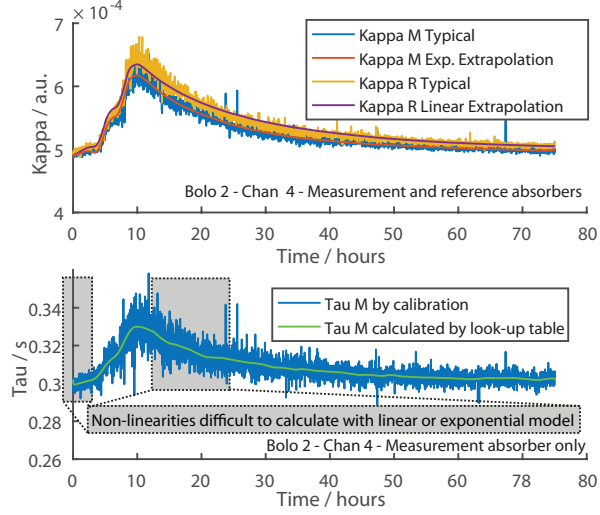 × 10⁻⁴
7
6
5
4
Kappa / a.u.
Kappa M Typical
Kappa M Exp. Extrapolation
Kappa R Typical
Kappa R Linear Extrapolation
Bolo 2 - Chan 4 - Measurement and reference absorbers
0 10 20 30 40 50 60 70 80
Time / hours
0.34
0.32
0.3
0.28
0.26
Tau / s
Tau M by calibration
Tau M calculated by look-up table
Non-linearities difficult to calculate with linear or exponential model
Bolo 2 - Chan 4 - Measurement absorber only
0 10 20 30 40 50 60 70 80
Time / hours